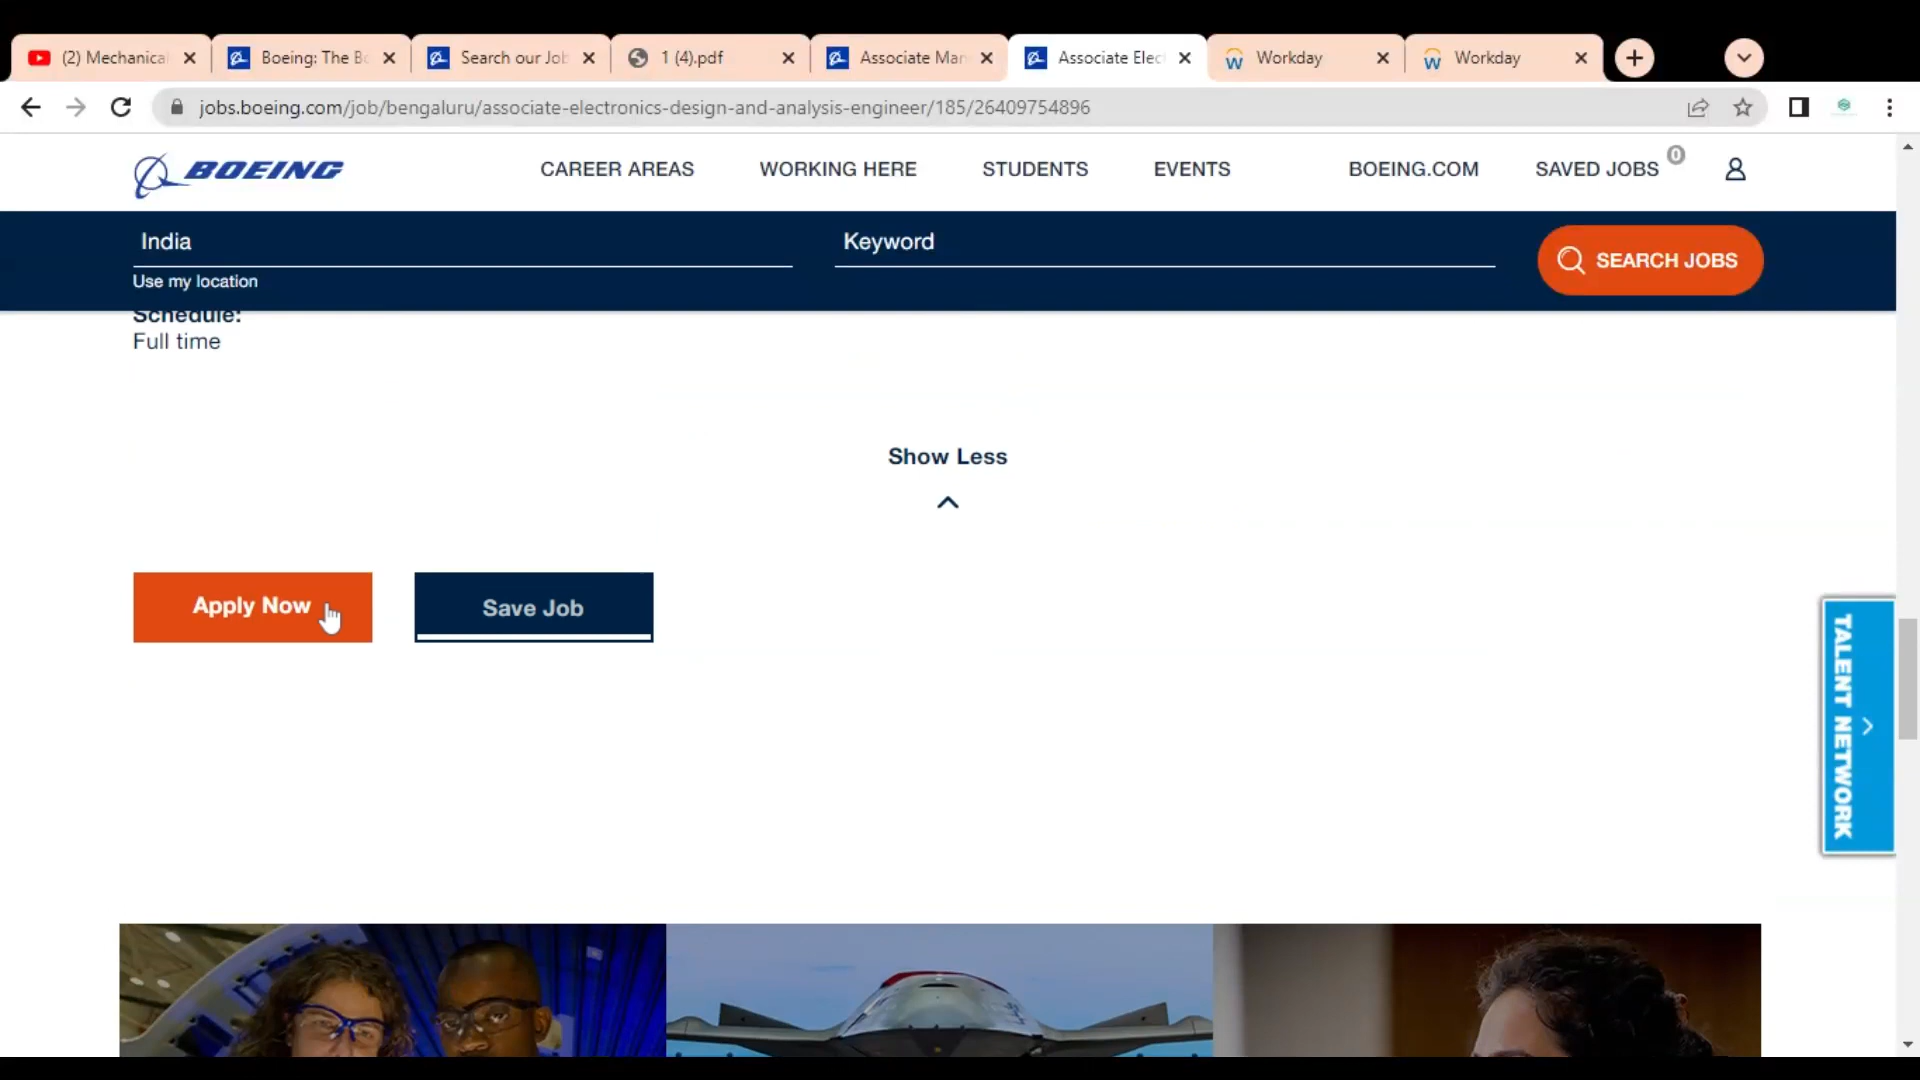 (2) Mechanica
Boeing: The Bo
Search our Job
1 (4).pdf
Associate Man
Associate Elec
Workday
Workday
jobs.boeing.com/job/bengaluru/associate-electronics-design-and-analysis-engineer/185/26409754896
BOEING
CAREER AREAS
WORKING HERE
STUDENTS
EVENTS
BOEING.COM
SAVED JOBS
0
India
Keyword
SEARCH JOBS
Use my location
Schedule:
Full time
Show Less
Apply Now
Save Job
TALENT NETWORK